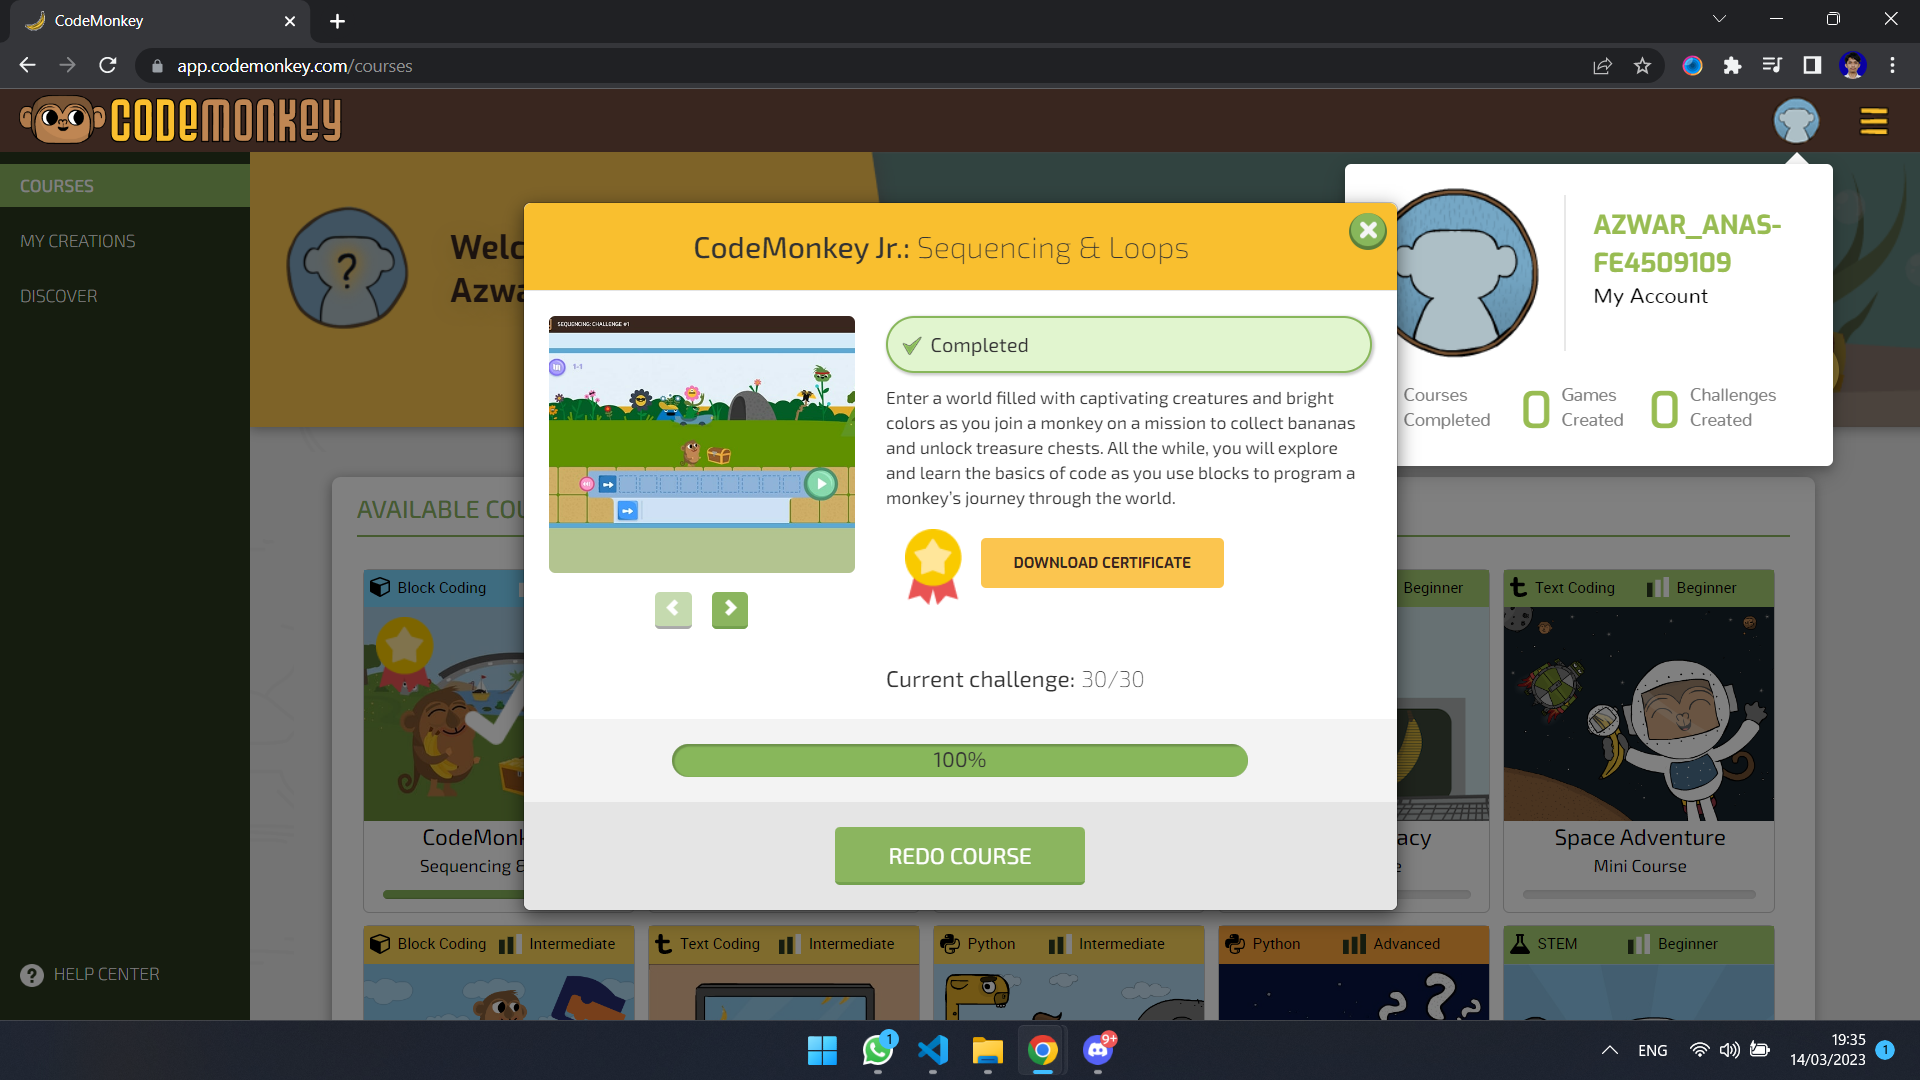 CodeMonkey
app.codemonkey.com/courses
CODEMONKEY
COURSES
MY CREATIONS
DISCOVER
HELP CENTER
?
Welc
Azwa
AZWAR_ANAS-
FE4509109
My Account
Courses
Completed
0
Games
Created
0
Challenges
Created
CodeMonkey Jr.: Sequencing & Loops
SEQUENCING: CHALLENGE #1
1-1
Completed
Enter a world filled with captivating creatures and bright
colors as you join a monkey on a mission to collect bananas
and unlock treasure chests. All the while, you will explore
and learn the basics of code as you use blocks to program a
monkey's journey through the world.
DOWNLOAD CERTIFICATE
Current challenge: 30/30
100%
REDO COURSE
AVAILABLE COU
Block Coding
CodeMonk
Sequencing &
Beginner
acy
e
Text Coding Beginner
Space Adventure
Mini Course
Block Coding Intermediate
Text Coding Intermediate
Python Intermediate
Python Advanced
STEM Beginner
1
9+
ENG
19:35
14/03/2023
1